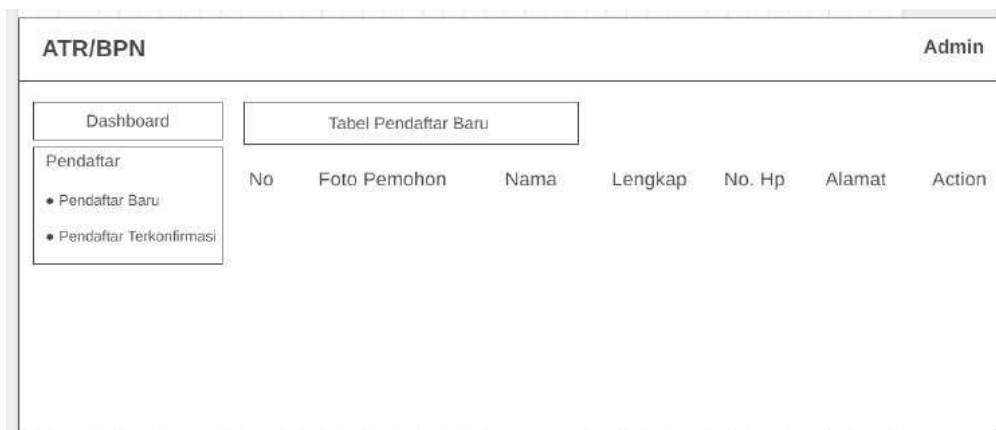 ATR/BPN Admin
Dashboard
Pendaftar
• Pendaftar Baru
• Pendaftar Terkonfirmasi
Tabel Pendaftar Baru
No Foto Pemohon Nama Lengkap No. Hp Alamat Action